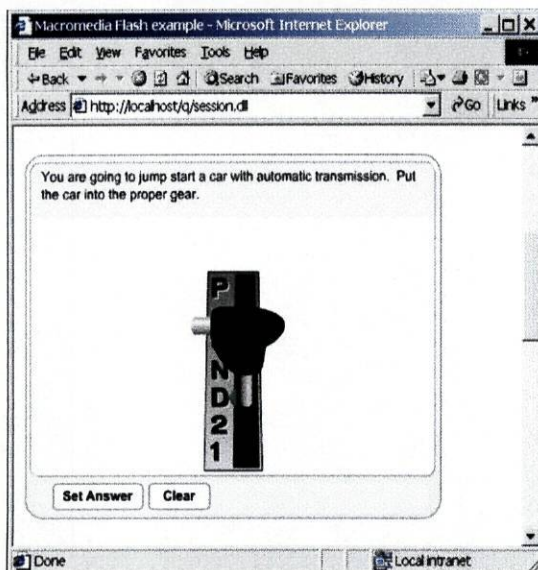 Macromedia Flash example - Microsoft Internet Explorer
File Edit View Favorites Tools Help
Back Search Favorites History
Address http://localhost/q/session.dll Go Links »
You are going to jump start a car with automatic transmission. Put
the car into the proper gear.
P
N
D
2
1
Set Answer Clear
Done Local intranet